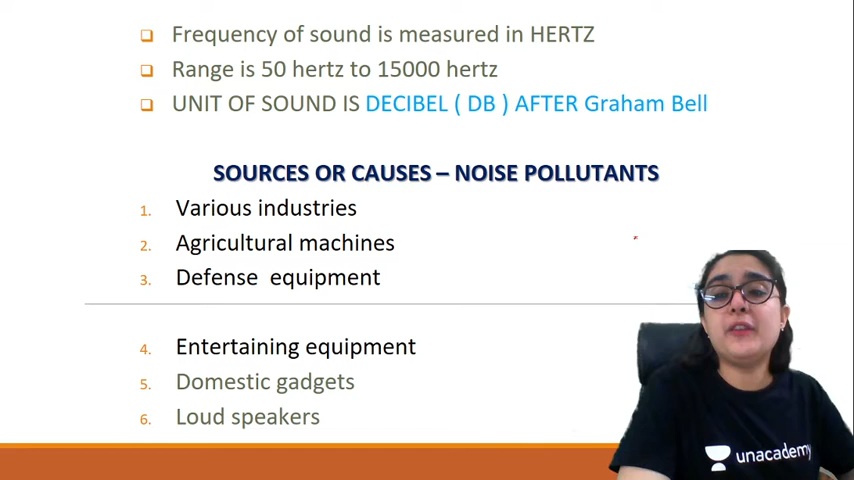 Frequency of sound is measured in HERTZ
Range is 50 hertz to 15000 hertz
UNIT OF SOUND IS DECIBEL ( DB ) AFTER Graham Bell
SOURCES OR CAUSES – NOISE POLLUTANTS
1. Various industries
2. Agricultural machines
3. Defense equipment
4. Entertaining equipment
5. Domestic gadgets
6. Loud speakers
unacademy